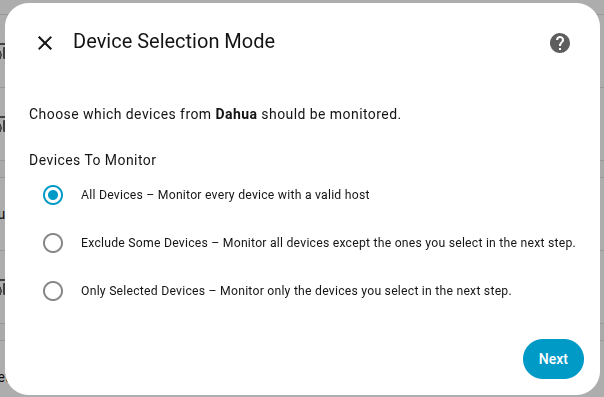 Device Selection Mode
Choose which devices from Dahua should be monitored.
Devices To Monitor
All Devices – Monitor every device with a valid host
Exclude Some Devices – Monitor all devices except the ones you select in the next step.
Only Selected Devices – Monitor only the devices you select in the next step.
Next